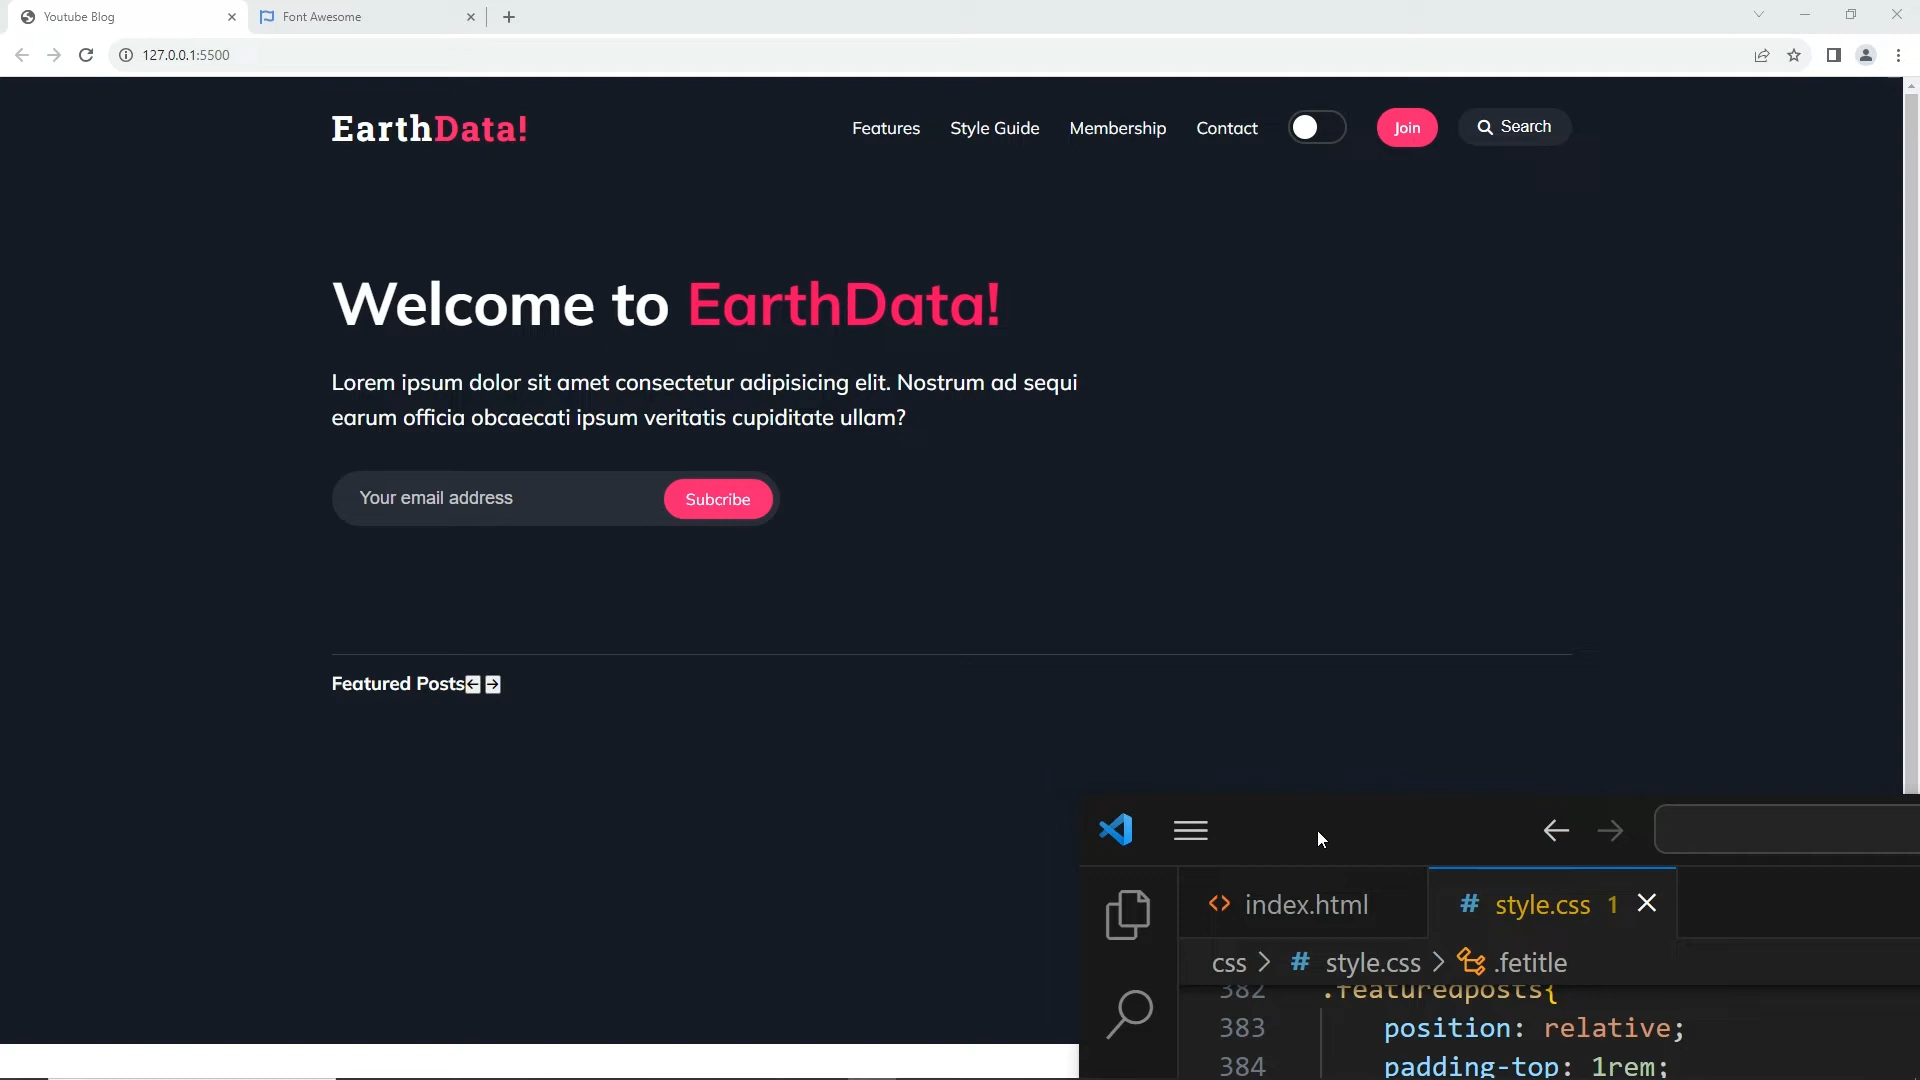 Youtube Blog
Font Awesome
127.0.0.1:5500
EarthData!
Features Style Guide Membership Contact Join Search
Welcome to EarthData!
Lorem ipsum dolor sit amet consectetur adipisicing elit. Nostrum ad sequi
earum officia obcaecati ipsum veritatis cupiditate ullam?
Your email address Subcribe
Featured Posts
index.html
style.css 1
css > # style.css > .fetitle
382 .featuredposts{
383 position: relative;
384 padding-top: 1rem;